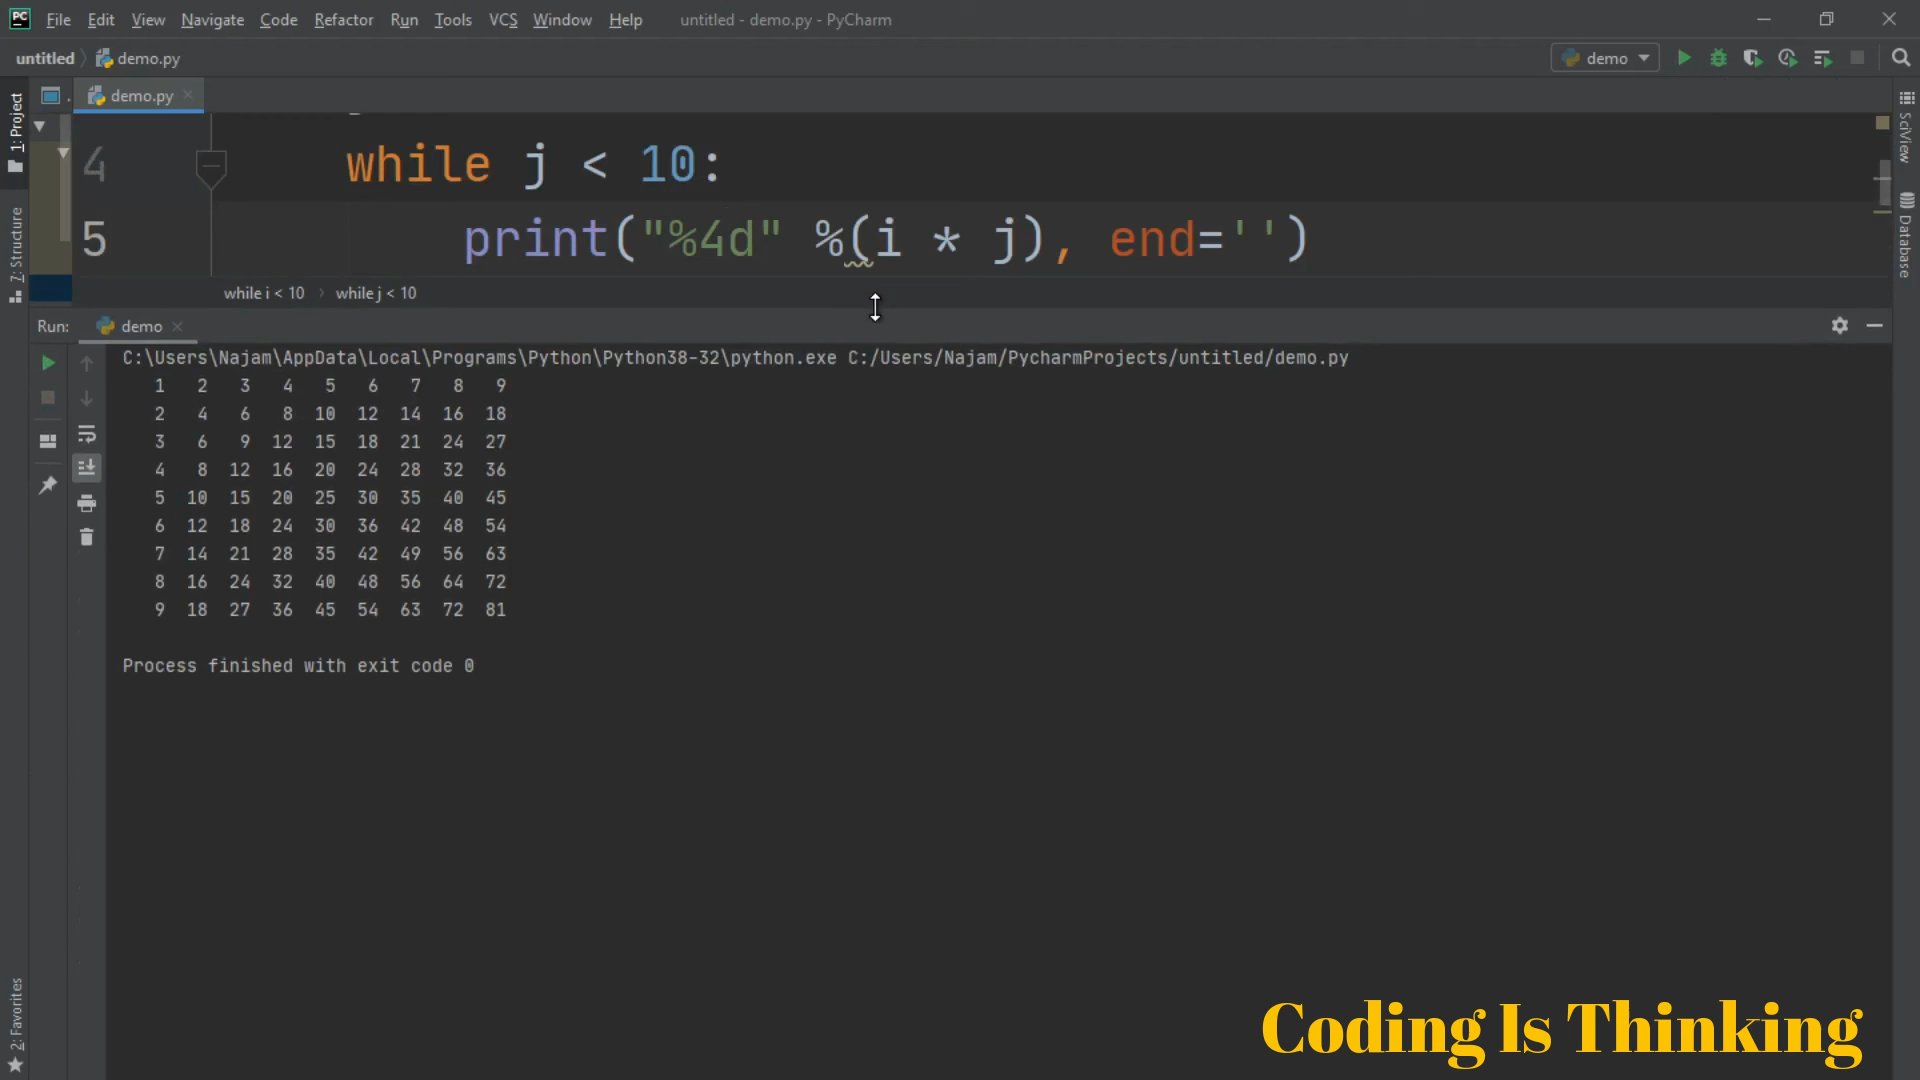 PC File Edit View Navigate Code Refactor Run Tools VCS Window Help untitled - demo.py - PyCharm
untitled demo.py demo
1: Project
demo.py
SciView
4 while j < 10:
5 print("%4d" %(i * j), end='')
7: Structure
Database
while i < 10 › while j < 10
Run: demo
C:\Users\Najam\AppData\Local\Programs\Python\Python38-32\python.exe C:/Users/Najam/PycharmProjects/untitled/demo.py
1 2 3 4 5 6 7 8 9
2 4 6 8 10 12 14 16 18
3 6 9 12 15 18 21 24 27
4 8 12 16 20 24 28 32 36
5 10 15 20 25 30 35 40 45
6 12 18 24 30 36 42 48 54
7 14 21 28 35 42 49 56 63
8 16 24 32 40 48 56 64 72
9 18 27 36 45 54 63 72 81
Process finished with exit code 0
2: Favorites
Coding Is Thinking